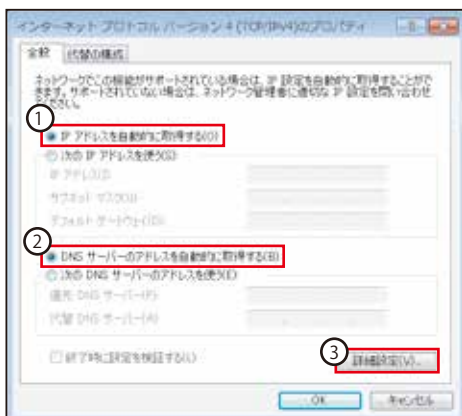 インターネット プロトコル バージョン 4 (TCP/IPv4)のプロパティ
全般 代替の構成
ネットワークでこの機能がサポートされている場合は、IP 設定を自動的に取得することがで
きます。サポートされていない場合は、ネットワーク管理者に適切な IP 設定を問い合わせ
てください。
①
IP アドレスを自動的に取得する(O)
次の IP アドレスを使う(S)
IP アドレス(I)
サブネット マスク(U)
デフォルト ゲートウェイ(D)
②
DNS サーバーのアドレスを自動的に取得する(B)
次の DNS サーバーのアドレスを使う(E)
優先 DNS サーバー(P)
代替 DNS サーバー(A)
終了時に設定を検証する(L)
③ 詳細設定(V)...
OK キャンセル